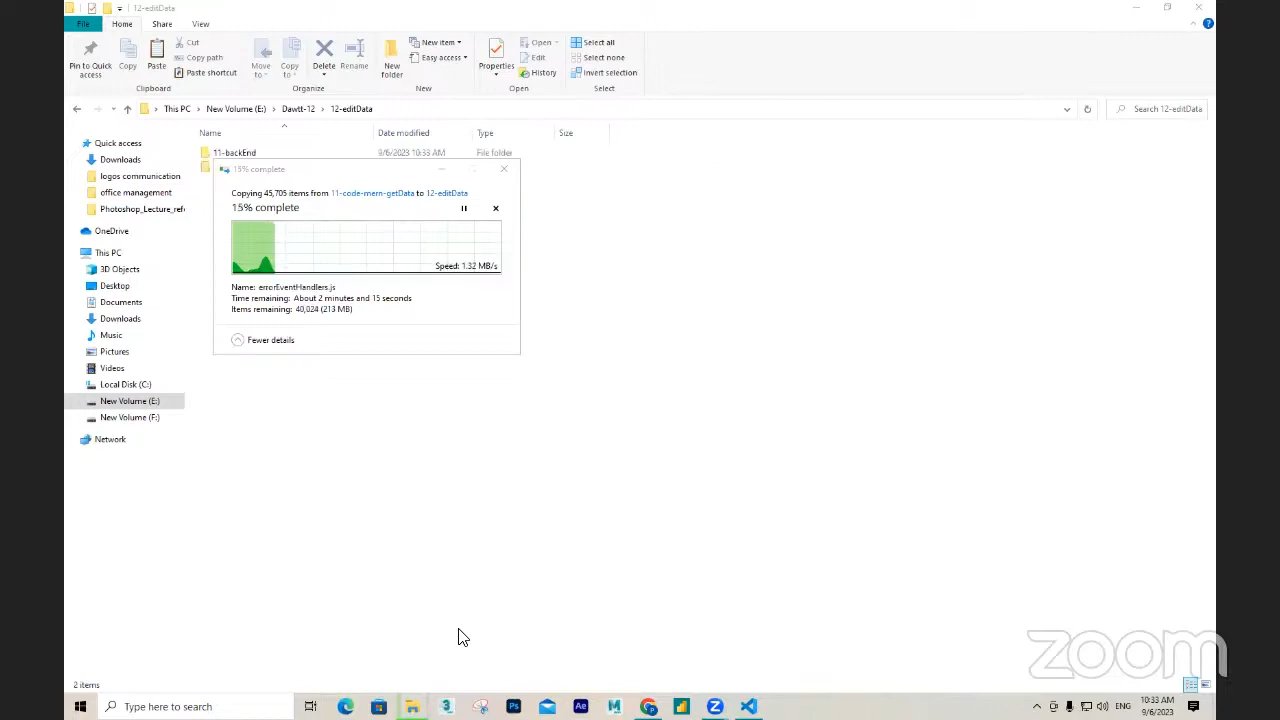 12-editData
File
Home
Share
View
Pin to Quick access
Copy
Paste
Cut
Copy path
Paste shortcut
Move to
Copy to
Delete
Rename
New folder
New item
Easy access
Properties
Open
Edit
History
Select all
Select none
Invert selection
Clipboard
Organize
New
Open
Select
This PC
New Volume (E:)
Dawtt-12
12-editData
Search 12-editData
Name
Date modified
Type
Size
11-backEnd
9/6/2023 10:33 AM
File folder
Quick access
Downloads
logos communication
office management
Photoshop_Lecture_refe
OneDrive
This PC
3D Objects
Desktop
Documents
Downloads
Music
Pictures
Videos
Local Disk (C:)
New Volume (E:)
New Volume (F:)
Network
15% complete
Copying 45,705 items from 11-code-mern-getData to 12-editData
15% complete
Speed: 1.32 MB/s
Name: errorEventHandlers.js
Time remaining: About 2 minutes and 15 seconds
Items remaining: 40,024 (213 MB)
Fewer details
zoom
2 items
Type here to search
3
Ps
Ae
M
Z
ENG
10:33 AM
9/6/2023